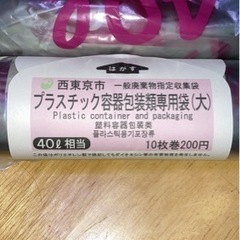 はがす
西東京市 一般廃棄物指定収集袋
プラスチック容器包装類専用袋(大)
Plastic container and packaging
塑料容器包装类
플라스틱용기포장류
40ℓ相当 10枚巻200円